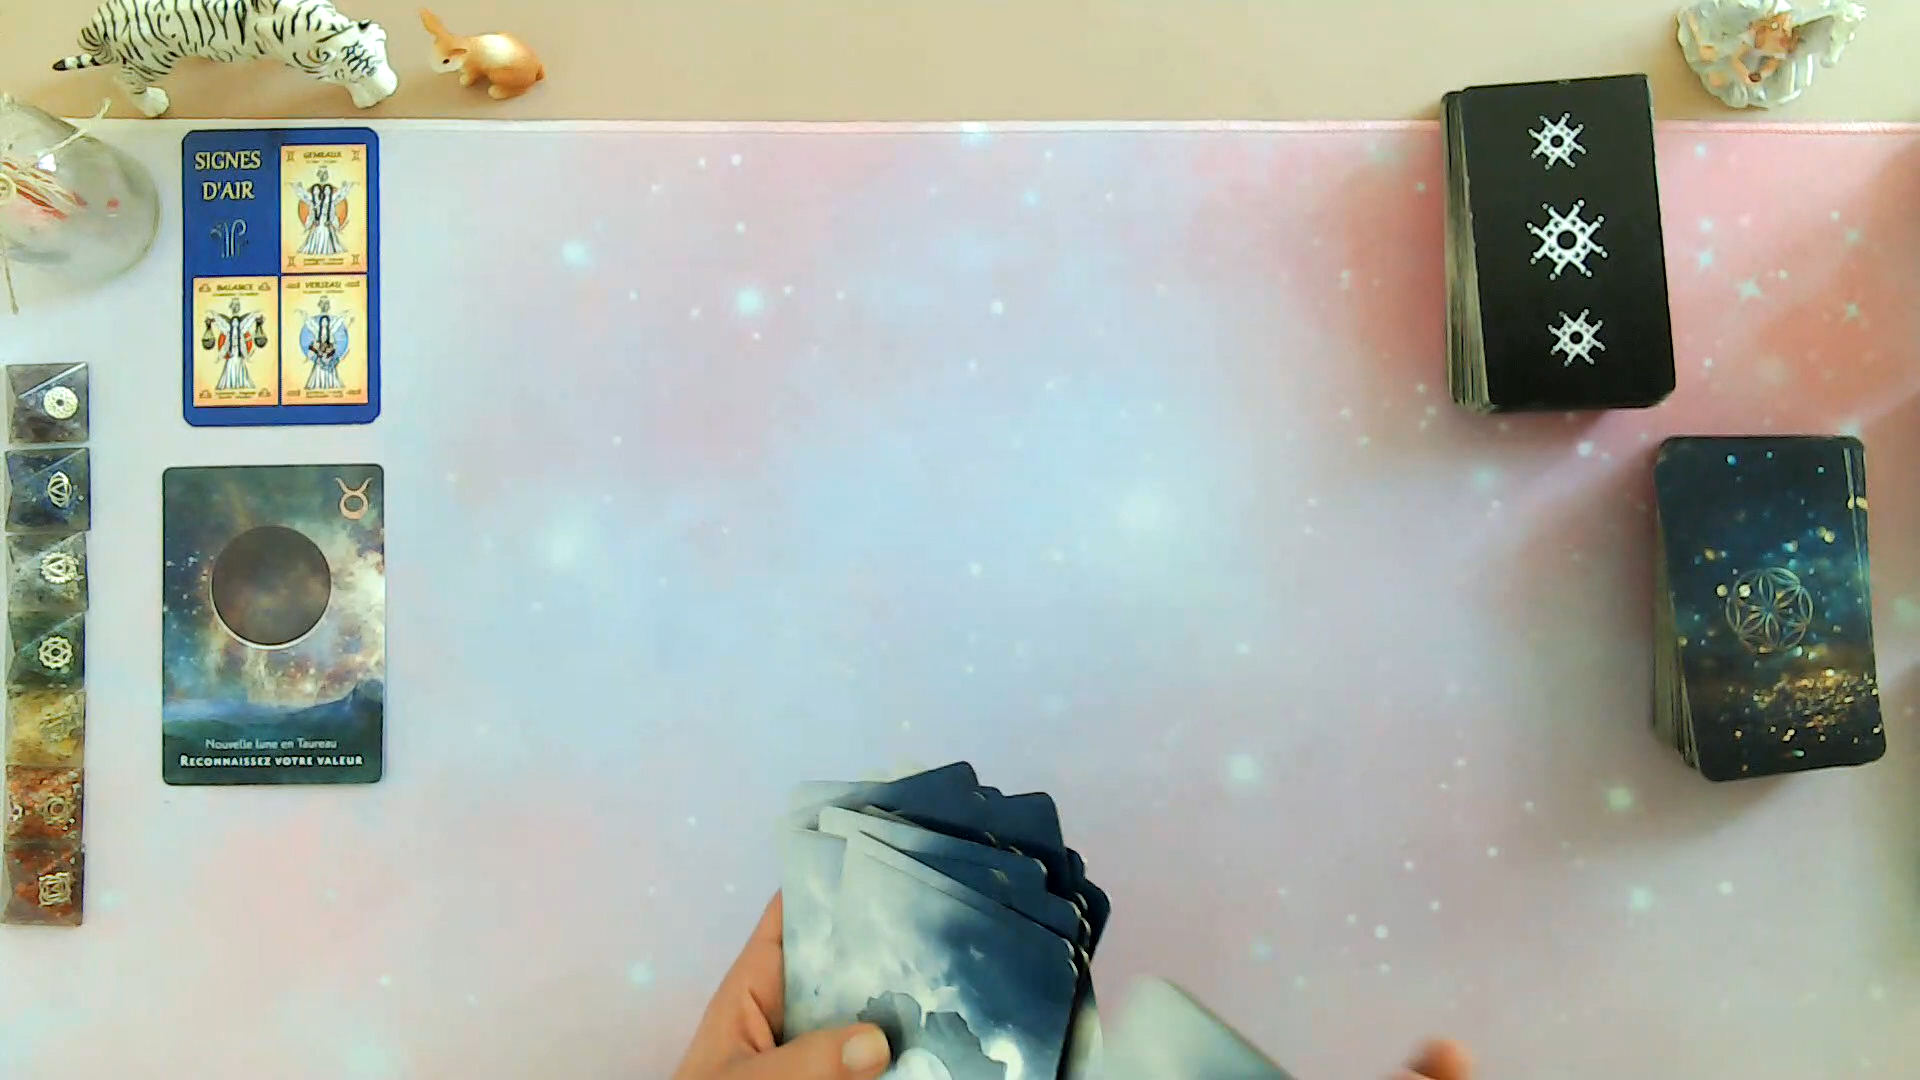 SIGNES
D'AIR
GEMEAUX
BALANCE
VERSEAU
Nouvelle lune en Taureau
RECONNAISSEZ VOTRE VALEUR